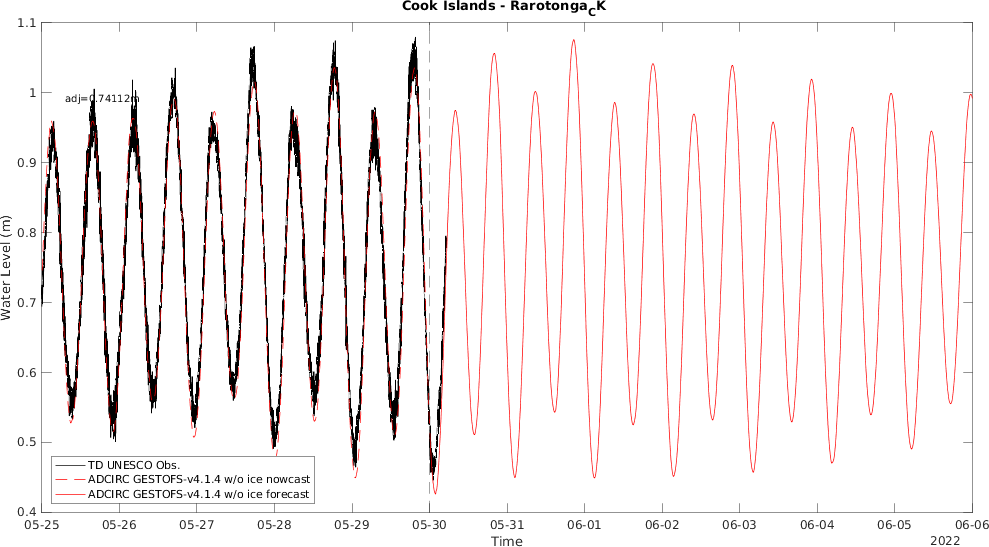 Cook Islands - Rarotonga_CK
1.1
1
0.9
0.8
0.7
0.6
0.5
0.4
Water Level (m)
adj=0.74112m
TD UNESCO Obs.
ADCIRC GESTOFS-v4.1.4 w/o ice nowcast
ADCIRC GESTOFS-v4.1.4 w/o ice forecast
05-25 05-26 05-27 05-28 05-29 05-30 05-31 06-01 06-02 06-03 06-04 06-05 06-06
Time
2022